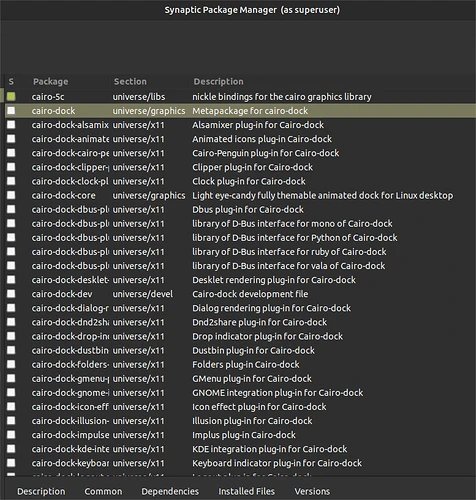 Synaptic Package Manager (as superuser)
S Package Section Description
cairo-5c universe/libs nickle bindings for the cairo graphics library
cairo-dock universe/graphics Metapackage for cairo-dock
cairo-dock-alsamix universe/x11 Alsamixer plug-in for Cairo-dock
cairo-dock-animate universe/x11 Animated icons plug-in Cairo-dock
cairo-dock-cairo-pe universe/x11 Cairo-Penguin plug-in for Cairo-dock
cairo-dock-clipper- universe/x11 Clipper plug-in for Cairo-dock
cairo-dock-clock-pl universe/x11 Clock plug-in for Cairo-dock
cairo-dock-core universe/graphics Light eye-candy fully themable animated dock for Linux desktop
cairo-dock-dbus-pl universe/x11 Dbus plug-in for Cairo-dock
cairo-dock-dbus-pl universe/x11 library of D-Bus interface for mono of Cairo-dock
cairo-dock-dbus-pl universe/x11 library of D-Bus interface for Python of Cairo-dock
cairo-dock-dbus-pl universe/x11 library of D-Bus interface for ruby of Cairo-dock
cairo-dock-dbus-pl universe/x11 library of D-Bus interface for vala of Cairo-dock
cairo-dock-desklet- universe/x11 Desklet rendering plug-in for Cairo-dock
cairo-dock-dev universe/devel Cairo-dock development file
cairo-dock-dialog-r universe/x11 Dialog rendering plug-in for Cairo-dock
cairo-dock-dnd2sha universe/x11 Dnd2share plug-in for Cairo-dock
cairo-dock-drop-in universe/x11 Drop indicator plug-in for Cairo-dock
cairo-dock-dustbin universe/x11 Dustbin plug-in for Cairo-dock
cairo-dock-folders- universe/x11 Folders plug-in for Cairo-dock
cairo-dock-gmenu-p universe/x11 GMenu plug-in for Cairo-dock
cairo-dock-gnome-i universe/x11 GNOME integration plug-in for Cairo-dock
cairo-dock-icon-eff universe/x11 Icon effect plug-in for Cairo-dock
cairo-dock-illusion- universe/x11 Illusion plug-in for Cairo-dock
cairo-dock-impulse universe/x11 Implus plug-in for Cairo-dock
cairo-dock-kde-inte universe/x11 KDE integration plug-in for Cairo-dock
cairo-dock-keyboar universe/x11 Keyboard indicator plug-in for Cairo-dock
Description Common Dependencies Installed Files Versions